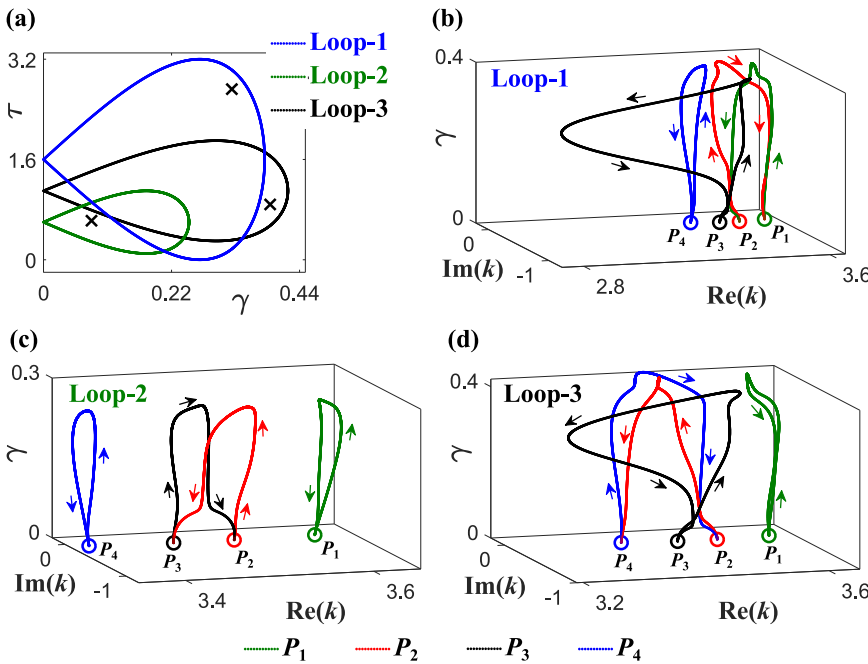 (a)
τ
3.2
1.6
0
0
0.22
γ
0.44
Loop-1
Loop-2
Loop-3
(b)
0.4
Loop-1
γ
0
0
Im(k)
-1
2.8
Re(k)
3.6
P4
P3
P2
P1
(c)
0.3
Loop-2
γ
0
0
Im(k)
-1
3.4
Re(k)
3.6
P4
P3
P2
P1
(d)
0.4
Loop-3
γ
0
0
Im(k)
-1
3.2
Re(k)
3.6
P4
P3
P2
P1
P1 P2 P3 P4